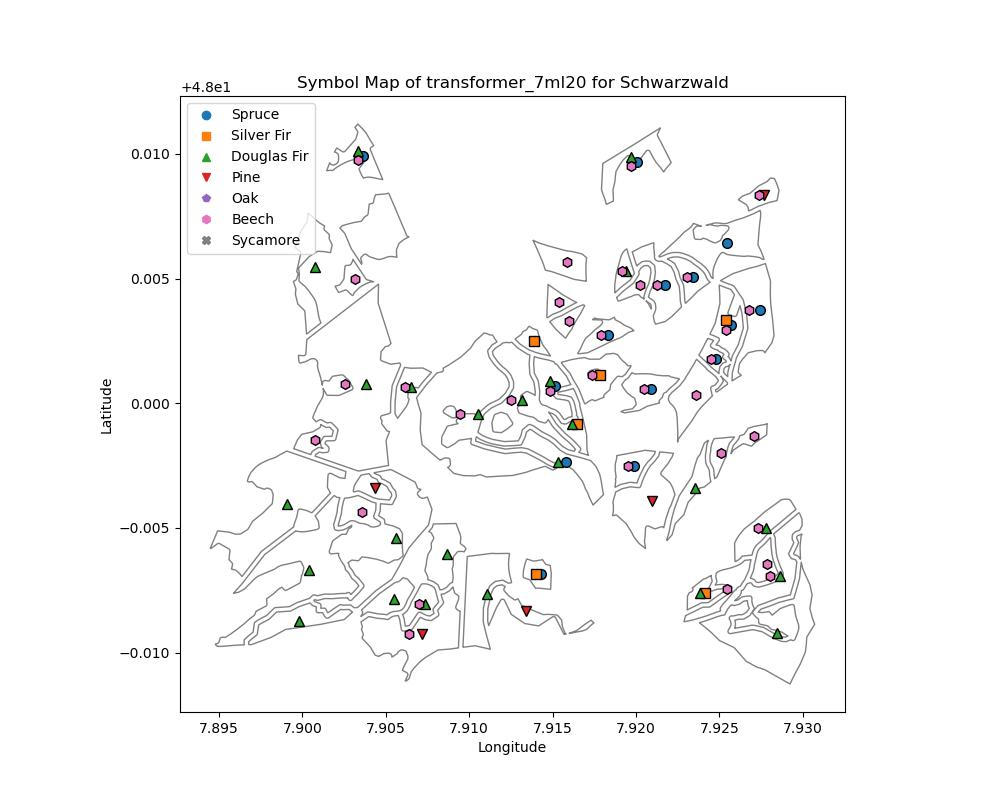 Symbol Map of transformer_7ml20 for Schwarzwald
+4.8e1
Spruce
Silver Fir
Douglas Fir
Pine
Oak
Beech
Sycamore
0.010
0.005
0.000
−0.005
−0.010
Latitude
7.895 7.900 7.905 7.910 7.915 7.920 7.925 7.930
Longitude